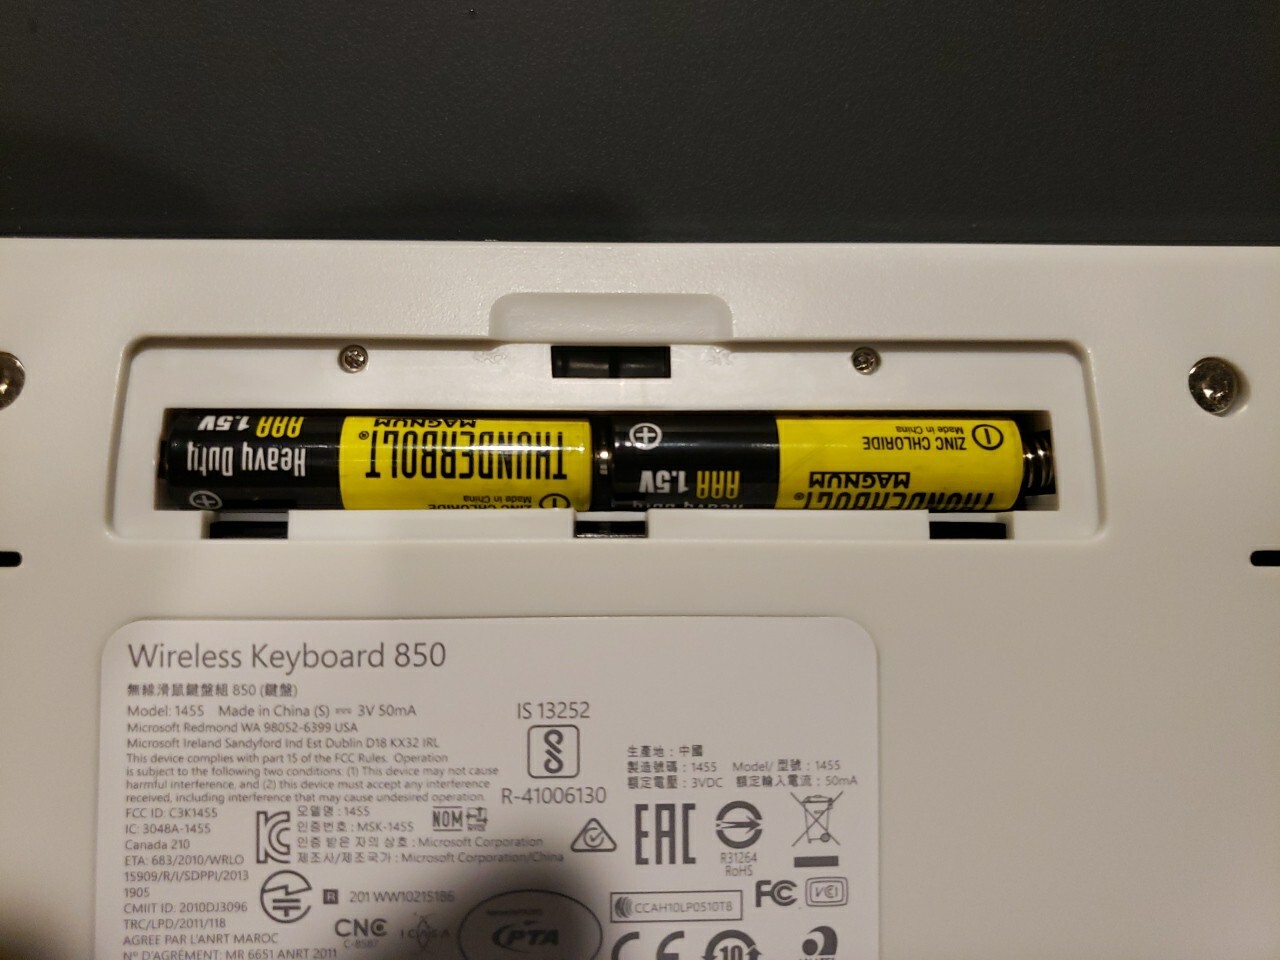 AAA 1.5V
Heavy Duty
THUNDERBOLT®
MAGNUM
Made in China
ZINC CHLORIDE
AAA 1.5V
Heavy Duty
ZINC CHLORIDE
Made in China
MAGNUM
THUNDERBOLT®
Wireless Keyboard 850
無線滑鼠鍵盤組 850 (鍵盤)
Model: 1455 Made in China (S) ⎓ 3V 50mA
Microsoft Redmond WA 98052-6399 USA
Microsoft Ireland Sandyford Ind Est Dublin D18 KX32 IRL
This device complies with part 15 of the FCC Rules. Operation
is subject to the following two conditions: (1) This device may not cause
harmful interference, and (2) this device must accept any interference
received, including interference that may cause undesired operation.
FCC ID: C3K1455
IC: 3048A-1455
Canada 210
ETA: 683/2010/WRLO
15909/R/I/SDPPI/2013
1905
CMIIT ID: 2010DJ3096
TRC/LPD/2011/118
AGREE PAR L'ANRT MAROC
N° D'AGRÉMENT: MR 6651 ANRT 2011
모델명 : 1455
인증번호 : MSK-1455
인증 받은 자의 상호 : Microsoft Corporation
제조사/제조국가 : Microsoft Corporation/China
NOM
R 201 WW10215186
CNC
C-8587
ICASA
PTA
IS 13252
R-41006130
生產地 : 中國
製造號碼 : 1455 Model/ 型號 : 1455
額定電壓 : 3VDC 額定輸入電流 : 50mA
EAC
R31264
RoHS
CCAH10LP0510T8
FC
VCI
CE
10